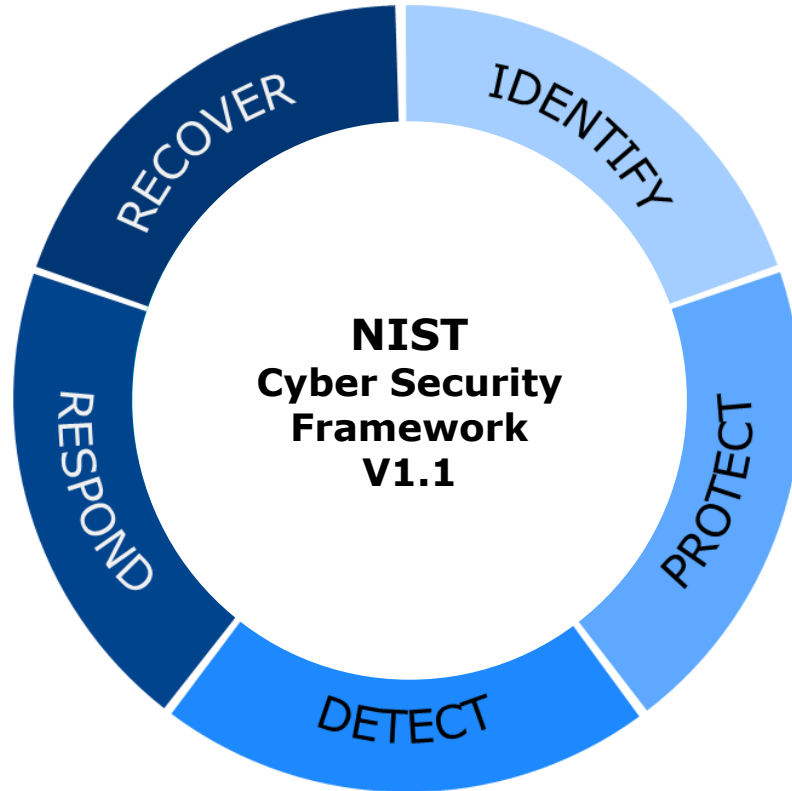 NIST
Cyber Security
Framework
V1.1
IDENTIFY
PROTECT
DETECT
RESPOND
RECOVER